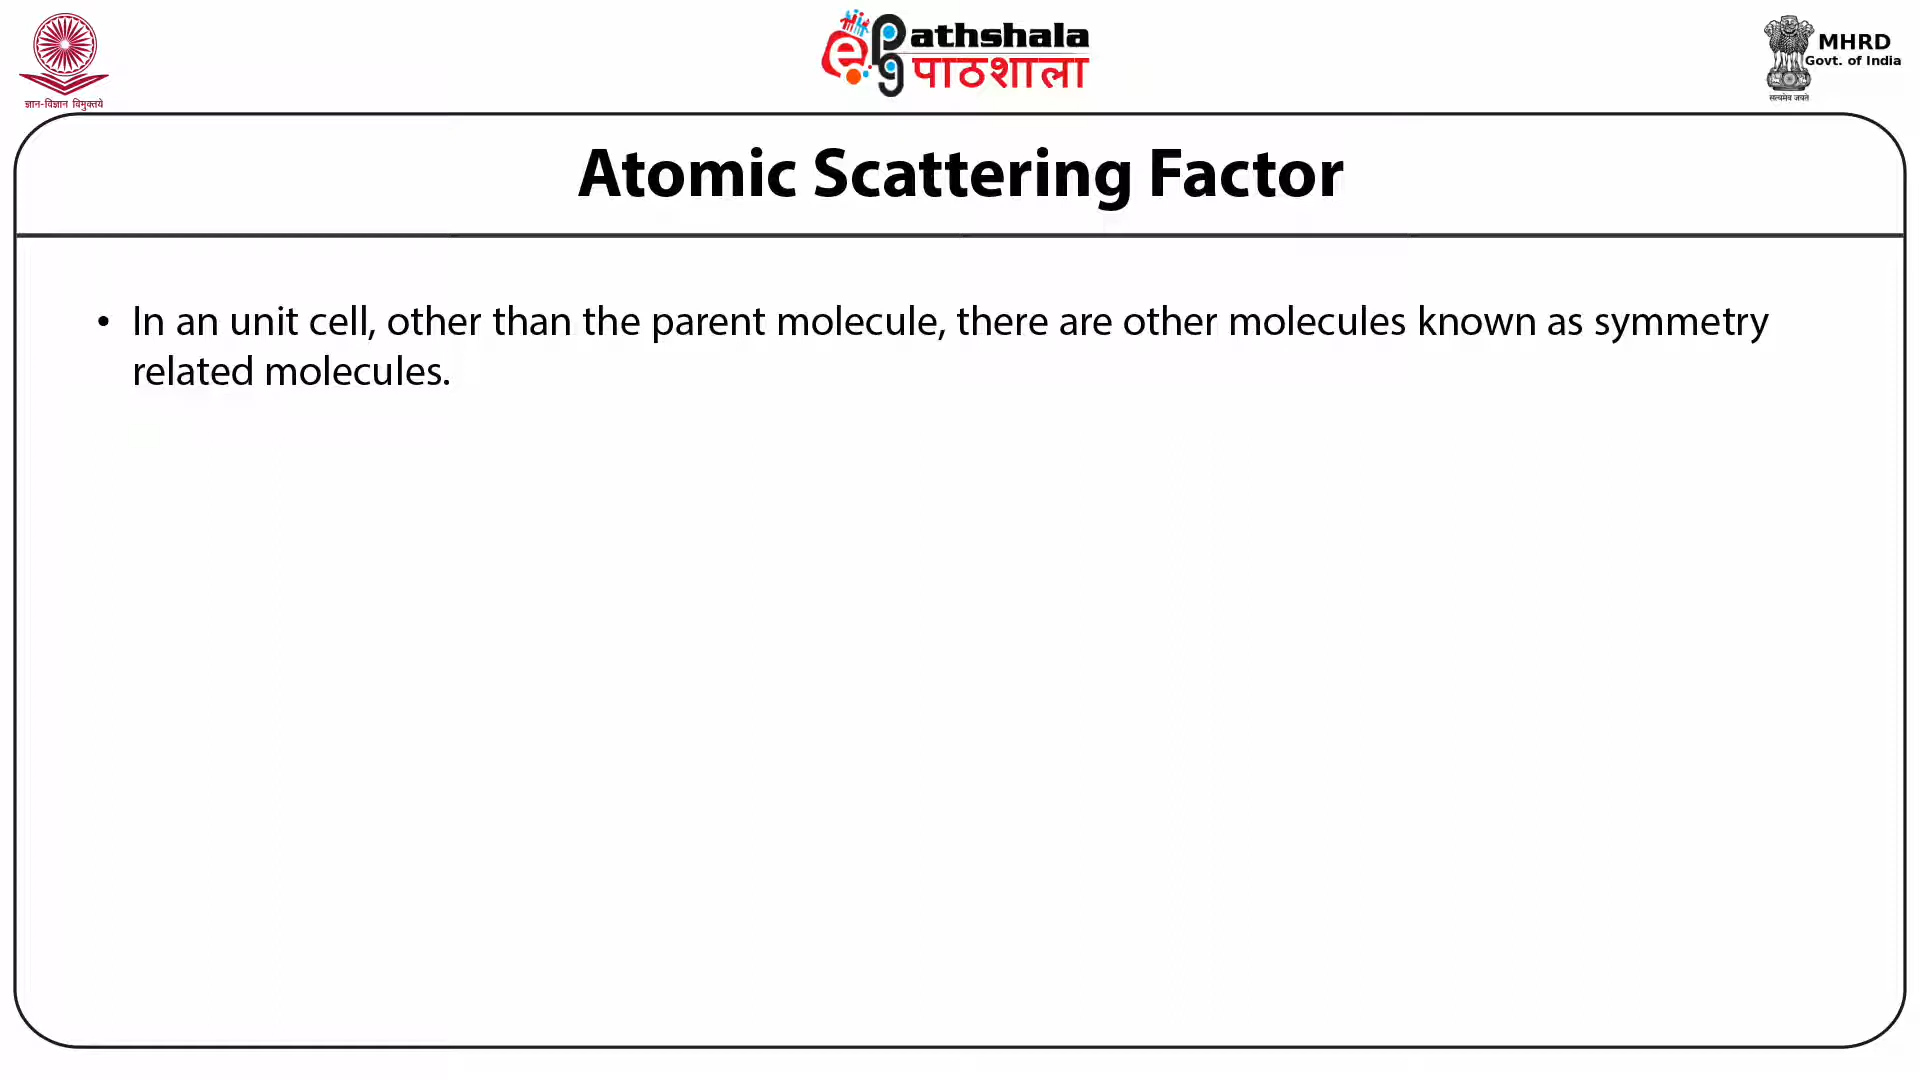 ज्ञान-विज्ञान विमुक्तये
ePathshala
पाठशाला
MHRD
Govt. of India
सत्यमेव जयते
Atomic Scattering Factor
• In an unit cell, other than the parent molecule, there are other molecules known as symmetry
related molecules.